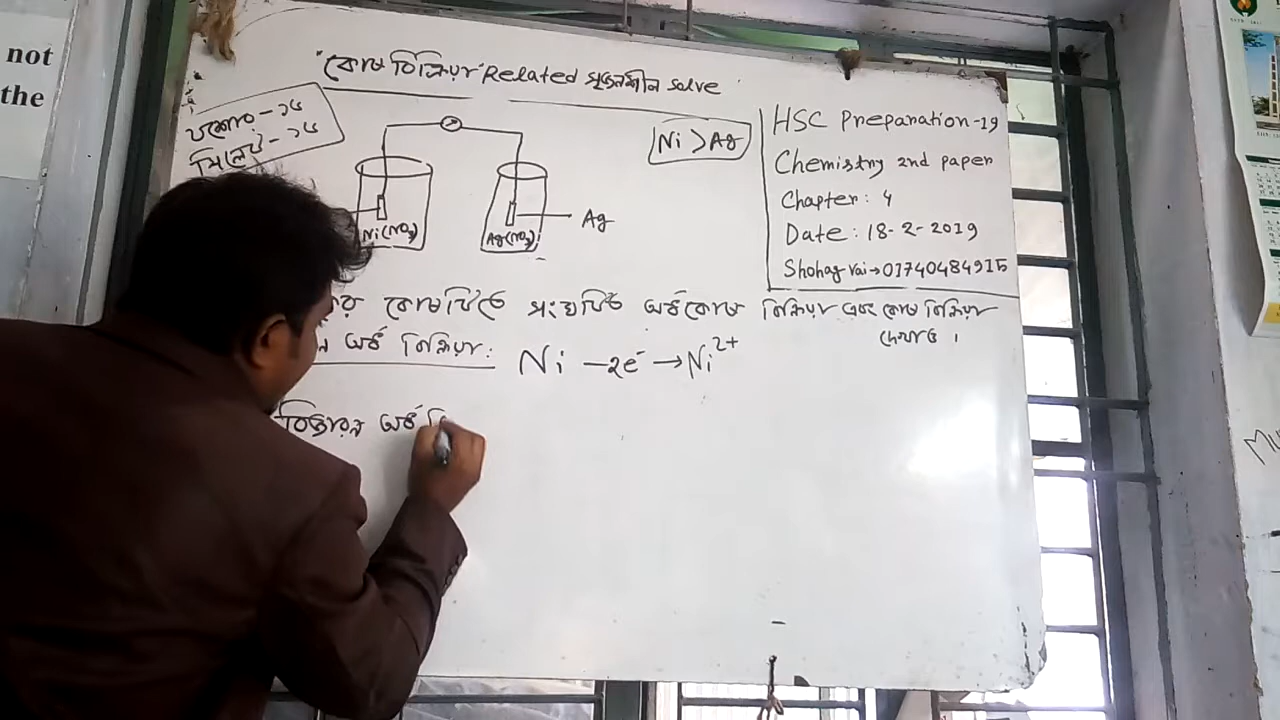 not
the
"কোষ বিক্রিয়া" Related সৃজনশীল solve
যশোর-১৬
সিলেট-১৬
Ni > Ag
HSC Preparation-19
Chemistry 2nd paper
Chapter: 4
Date: 18-2-2019
Shohag vai→01740484915
Ni(NO3)
Ag(NO3)
Ag
কোষটিতে সংঘটিত অর্ধকোষ বিক্রিয়া এবং কোষ বিক্রিয়া
দেখাও।
অর্ধ বিক্রিয়া: Ni –2e⁻ → Ni²⁺
বিজারন অর্ধ বি